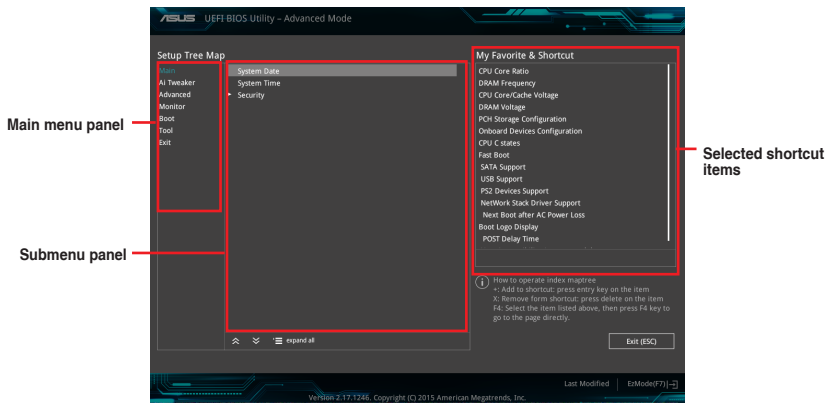 ASUS UEFI BIOS Utility – Advanced Mode
Setup Tree Map
Main
Ai Tweaker
Advanced
Monitor
Boot
Tool
Exit
System Date
System Time
Security
My Favorite & Shortcut
CPU Core Ratio
DRAM Frequency
CPU Core/Cache Voltage
DRAM Voltage
PCH Storage Configuration
Onboard Devices Configuration
CPU C states
Fast Boot
SATA Support
USB Support
PS2 Devices Support
NetWork Stack Driver Support
Next Boot after AC Power Loss
Boot Logo Display
POST Delay Time
Main menu panel
Submenu panel
Selected shortcut
items
How to operate index maptree
+: Add to shortcut: press entry key on the item
X: Remove form shortcut: press delete on the item
F4: Select the item listed above, then press F4 key to
go to the page directly.
expand all
Exit (ESC)
Last Modified
EzMode(F7)
Version 2.17.1246. Copyright (C) 2015 American Megatrends, Inc.